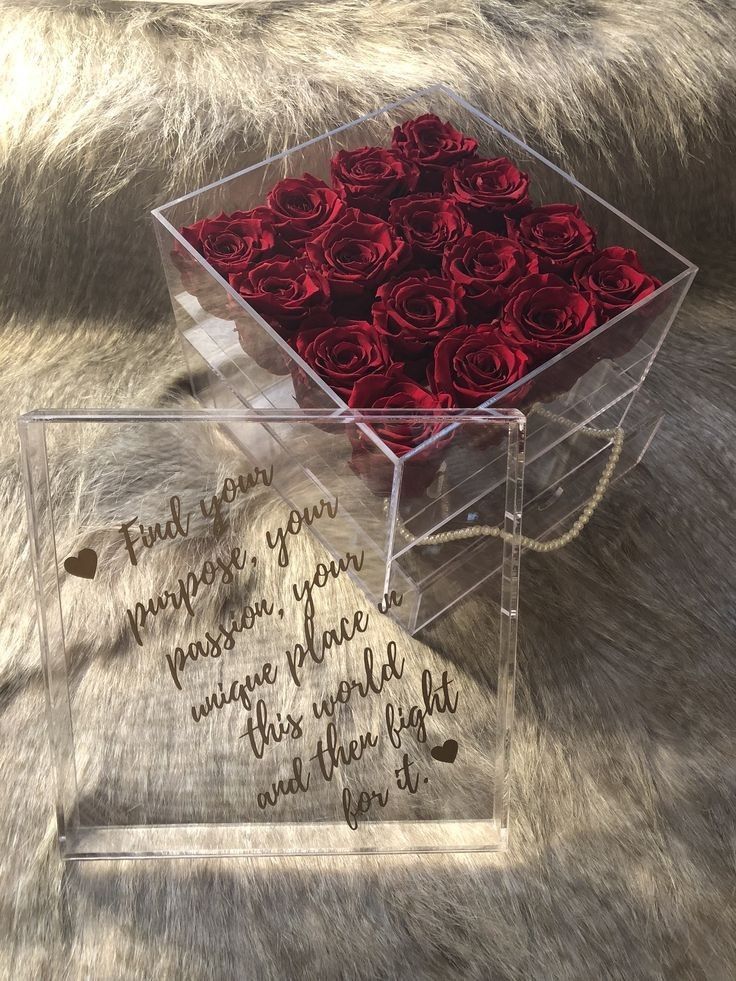 Find your
purpose, your
passion, your
unique place in
this world
and then fight
for it.